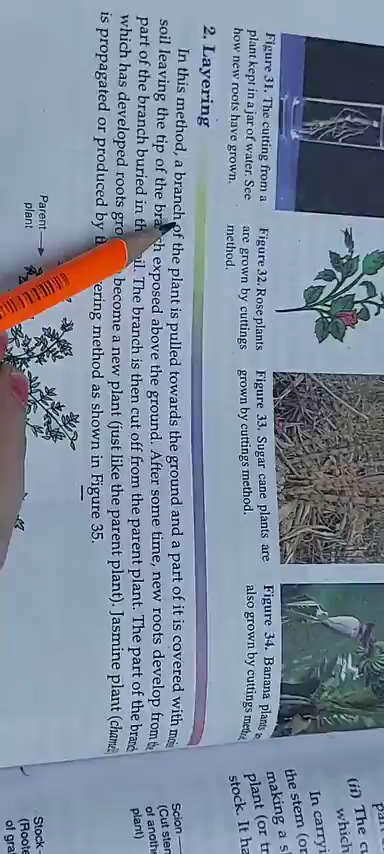 Figure 31. The cutting from a
plant kept in a jar of water. See
how new roots have grown.
Figure 32. Rose plants
are grown by cuttings
method.
Figure 33. Sugar cane plants are
grown by cuttings method.
Figure 34. Banana plants
also grown by cuttings
2. Layering
In this method, a branch of the plant is pulled towards the ground and a part of it is covered with
soil leaving the tip of the branch exposed above the ground. After some time, new roots develop from
part of the branch buried in the soil. The branch is then cut off from the parent plant. The part of the
which has developed roots become a new plant (just like the parent plant). Jasmine plant
is propagated or produced by method as shown in Figure 35.
Parent
plant
(ii) The
which
In
the stem (or
making a
plant (or
stock. It
Scion
(Cut
of
plant)
Stock